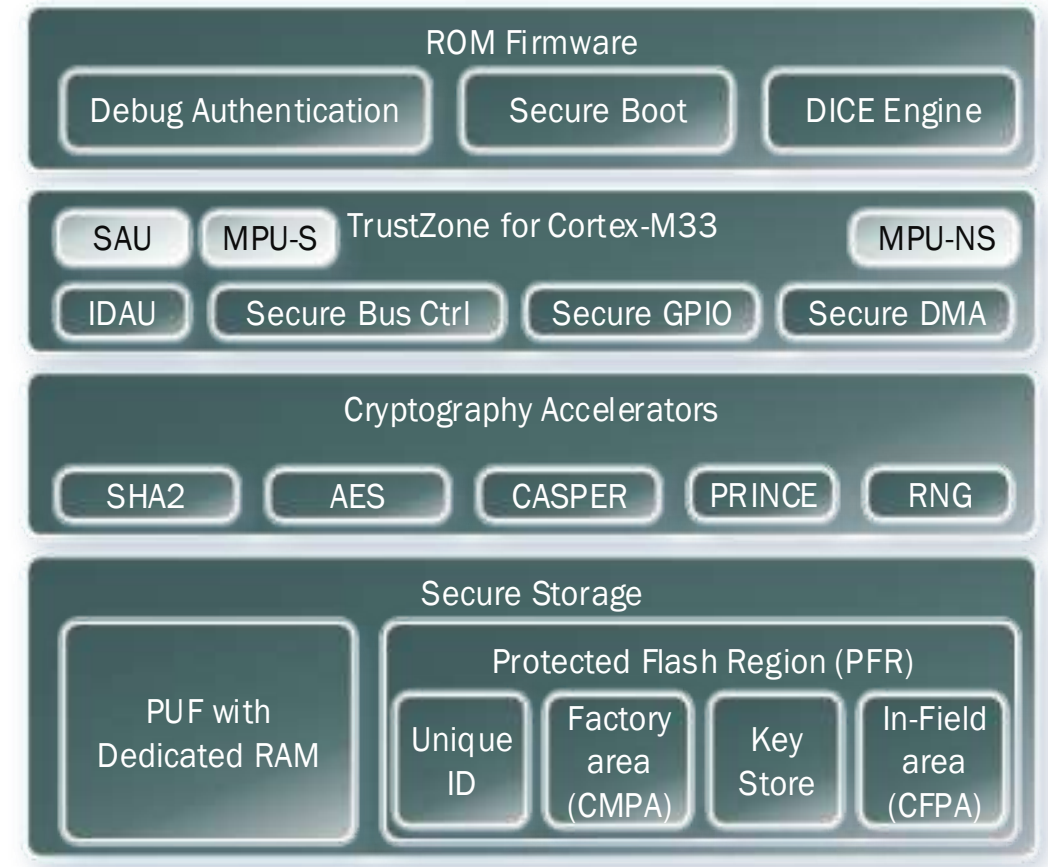 ROM Firmware
Debug Authentication
Secure Boot
DICE Engine
SAU
MPU-S
TrustZone for Cortex-M33
MPU-NS
IDAU
Secure Bus Ctrl
Secure GPIO
Secure DMA
Cryptography Accelerators
SHA2
AES
CASPER
PRINCE
RNG
Secure Storage
PUF with
Dedicated RAM
Protected Flash Region (PFR)
Unique
ID
Factory
area
(CMPA)
Key
Store
In-Field
area
(CFPA)